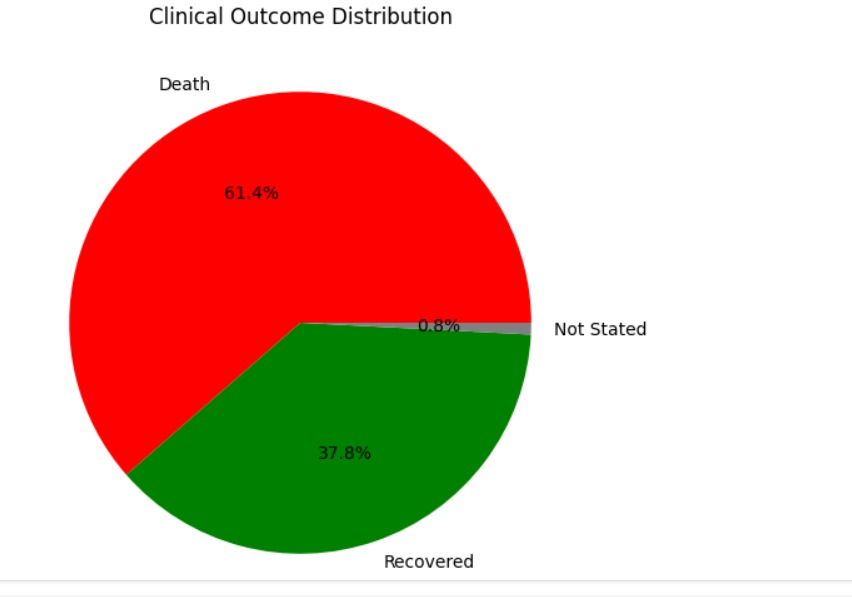 Clinical Outcome Distribution
Death
61.4%
0.8%
Not Stated
37.8%
Recovered